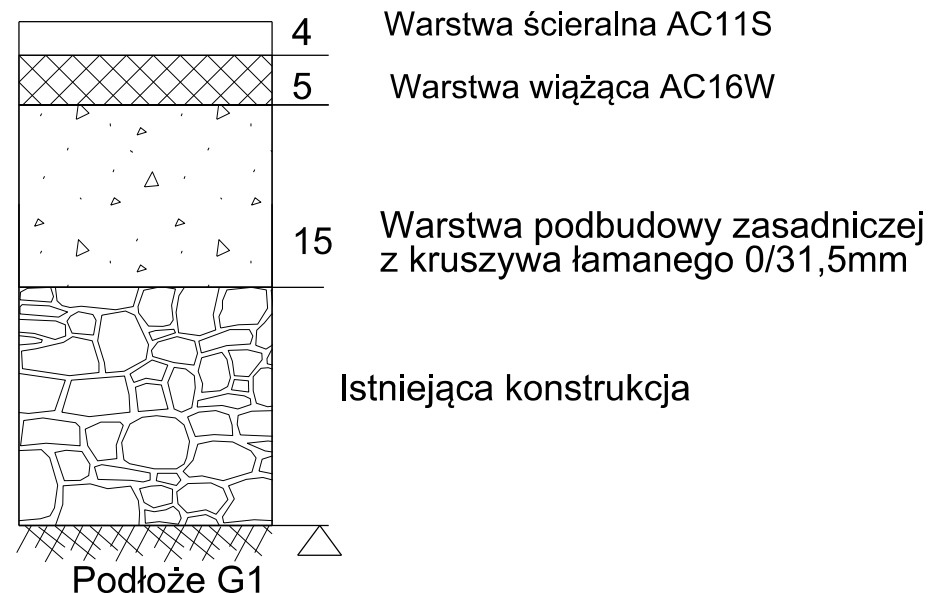 4 Warstwa ścieralna AC11S
5 Warstwa wiążąca AC16W
15 Warstwa podbudowy zasadniczej
z kruszywa łamanego 0/31,5mm
Istniejąca konstrukcja
Podłoże G1